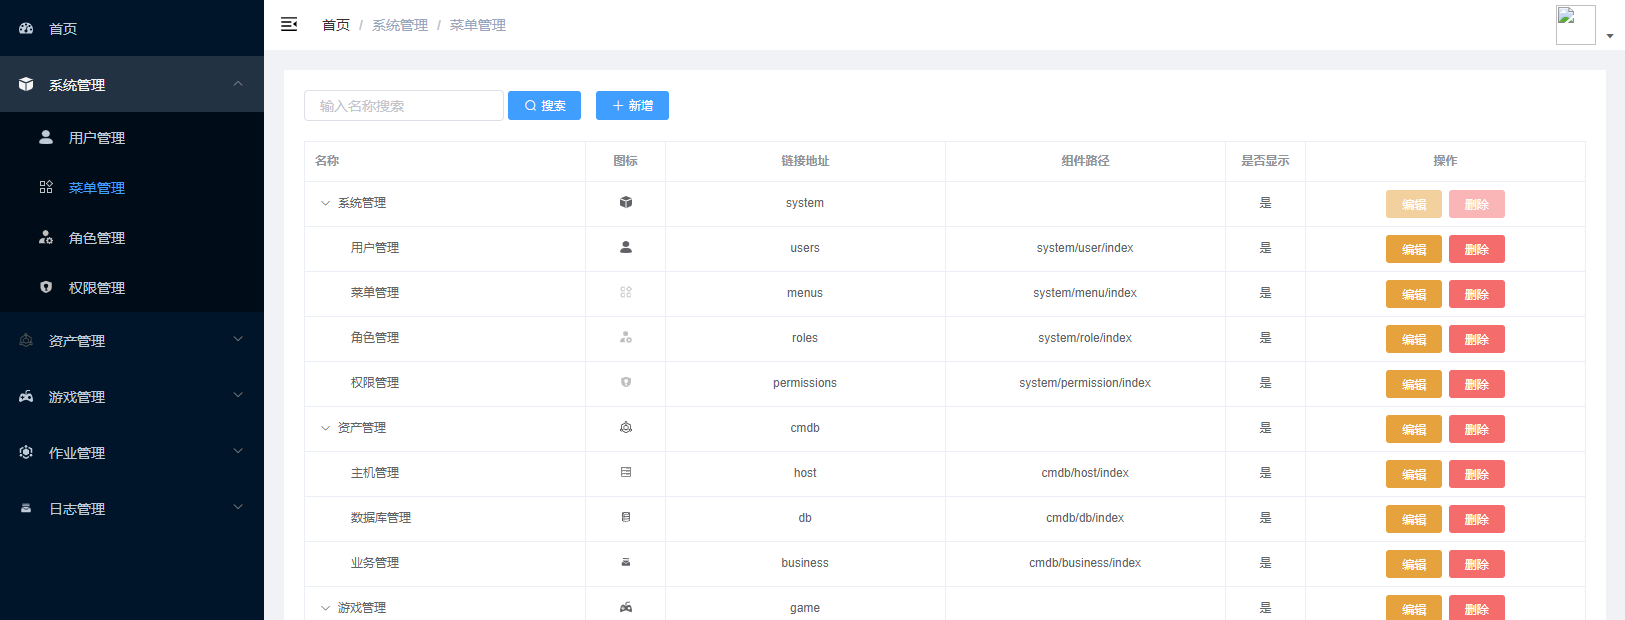 首页
系统管理
用户管理
菜单管理
角色管理
权限管理
资产管理
游戏管理
作业管理
日志管理
首页 / 系统管理 / 菜单管理
输入名称搜索 搜索 新增
名称 图标 链接地址 组件路径 是否显示 操作
系统管理 system 是 编辑 删除
用户管理 users system/user/index 是 编辑 删除
菜单管理 menus system/menu/index 是 编辑 删除
角色管理 roles system/role/index 是 编辑 删除
权限管理 permissions system/permission/index 是 编辑 删除
资产管理 cmdb 是 编辑 删除
主机管理 host cmdb/host/index 是 编辑 删除
数据库管理 db cmdb/db/index 是 编辑 删除
业务管理 business cmdb/business/index 是 编辑 删除
游戏管理 game 是 编辑 删除